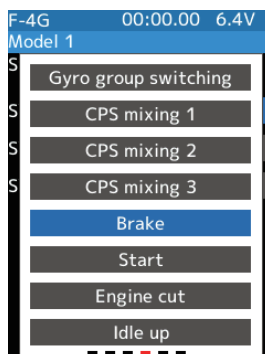 F-4G 00:00.00 6.4V
Model 1
S
Gyro group switching
S
CPS mixing 1
S
CPS mixing 2
S
CPS mixing 3
Brake
Start
Engine cut
Idle up